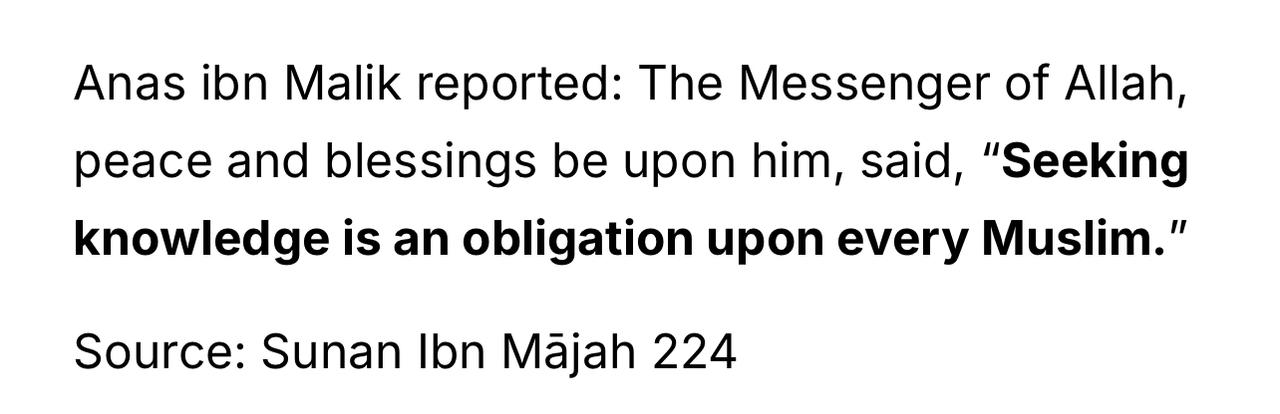 Anas ibn Malik reported: The Messenger of Allah,
peace and blessings be upon him, said, “Seeking
knowledge is an obligation upon every Muslim.”
Source: Sunan Ibn Mājah 224